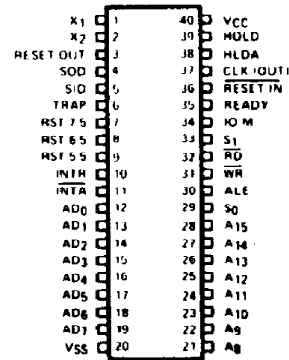 X1 1 40 VCC
X2 2 39 HOLD
RESET OUT 3 38 HLDA
SOD 4 37 CLK (OUT)
SID 5 36 RESET IN
TRAP 6 35 READY
RST 7.5 7 34 IO M
RST 6.5 8 33 S1
RST 5.5 9 32 RD
INTR 10 31 WR
INTA 11 30 ALE
AD0 12 29 S0
AD1 13 28 A15
AD2 14 27 A14
AD3 15 26 A13
AD4 16 25 A12
AD5 17 24 A11
AD6 18 23 A10
AD7 19 22 A9
VSS 20 21 A8